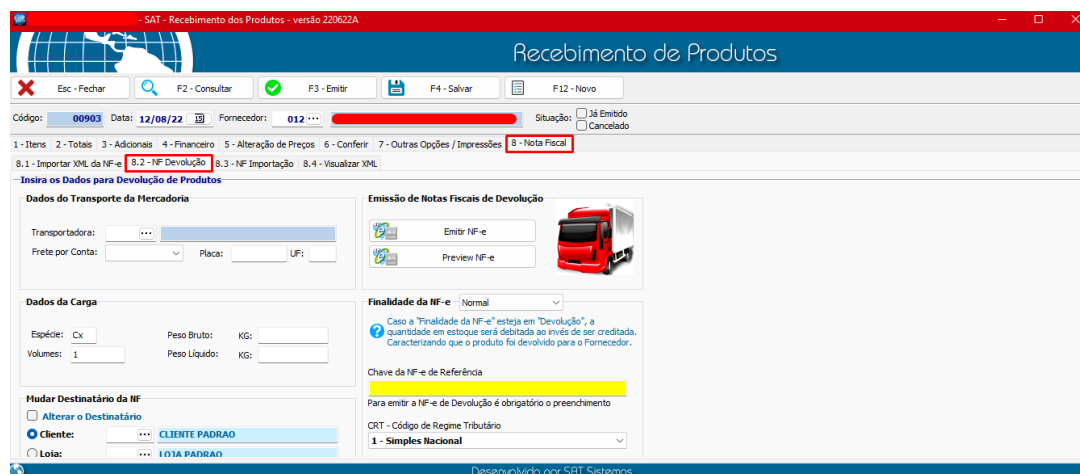 - SAT - Recebimento dos Produtos - versão 220622A
Recebimento de Produtos
Esc - Fechar F2 - Consultar F3 - Emitir F4 - Salvar F12 - Novo
Código: 00903 Data: 12/08/22 15 Fornecedor: 012 ... Situação: Já Emitido
Cancelado
1 - Itens 2 - Totais 3 - Adicionais 4 - Financeiro 5 - Alteração de Preços 6 - Conferir 7 - Outras Opções / Impressões 8 - Nota Fiscal
8.1 - Importar XML da NF-e 8.2 - NF Devolução 8.3 - NF Importação 8.4 - Visualizar XML
Insira os Dados para Devolução de Produtos
Dados do Transporte da Mercadoria
Transportadora: ...
Frete por Conta: Placa: UF:
Emissão de Notas Fiscais de Devolução
Emitir NF-e
Preview NF-e
Dados da Carga
Espécie: Cx Peso Bruto: KG:
Volumes: 1 Peso Líquido: KG:
Finalidade da NF-e Normal
Caso a "Finalidade da NF-e" esteja em "Devolução", a
quantidade em estoque será debitada ao invés de ser creditada.
Caracterizando que o produto foi devolvido para o Fornecedor.
Chave da NF-e de Referência
Para emitir a NF-e de Devolução é obrigatório o preenchimento
CRT - Código de Regime Tributário
1 - Simples Nacional
Mudar Destinatário da NF
Alterar o Destinatário
Cliente: ... CLIENTE PADRAO
Loja: ... LOJA PADRAO
Desenvolvido por SAT Sistemas